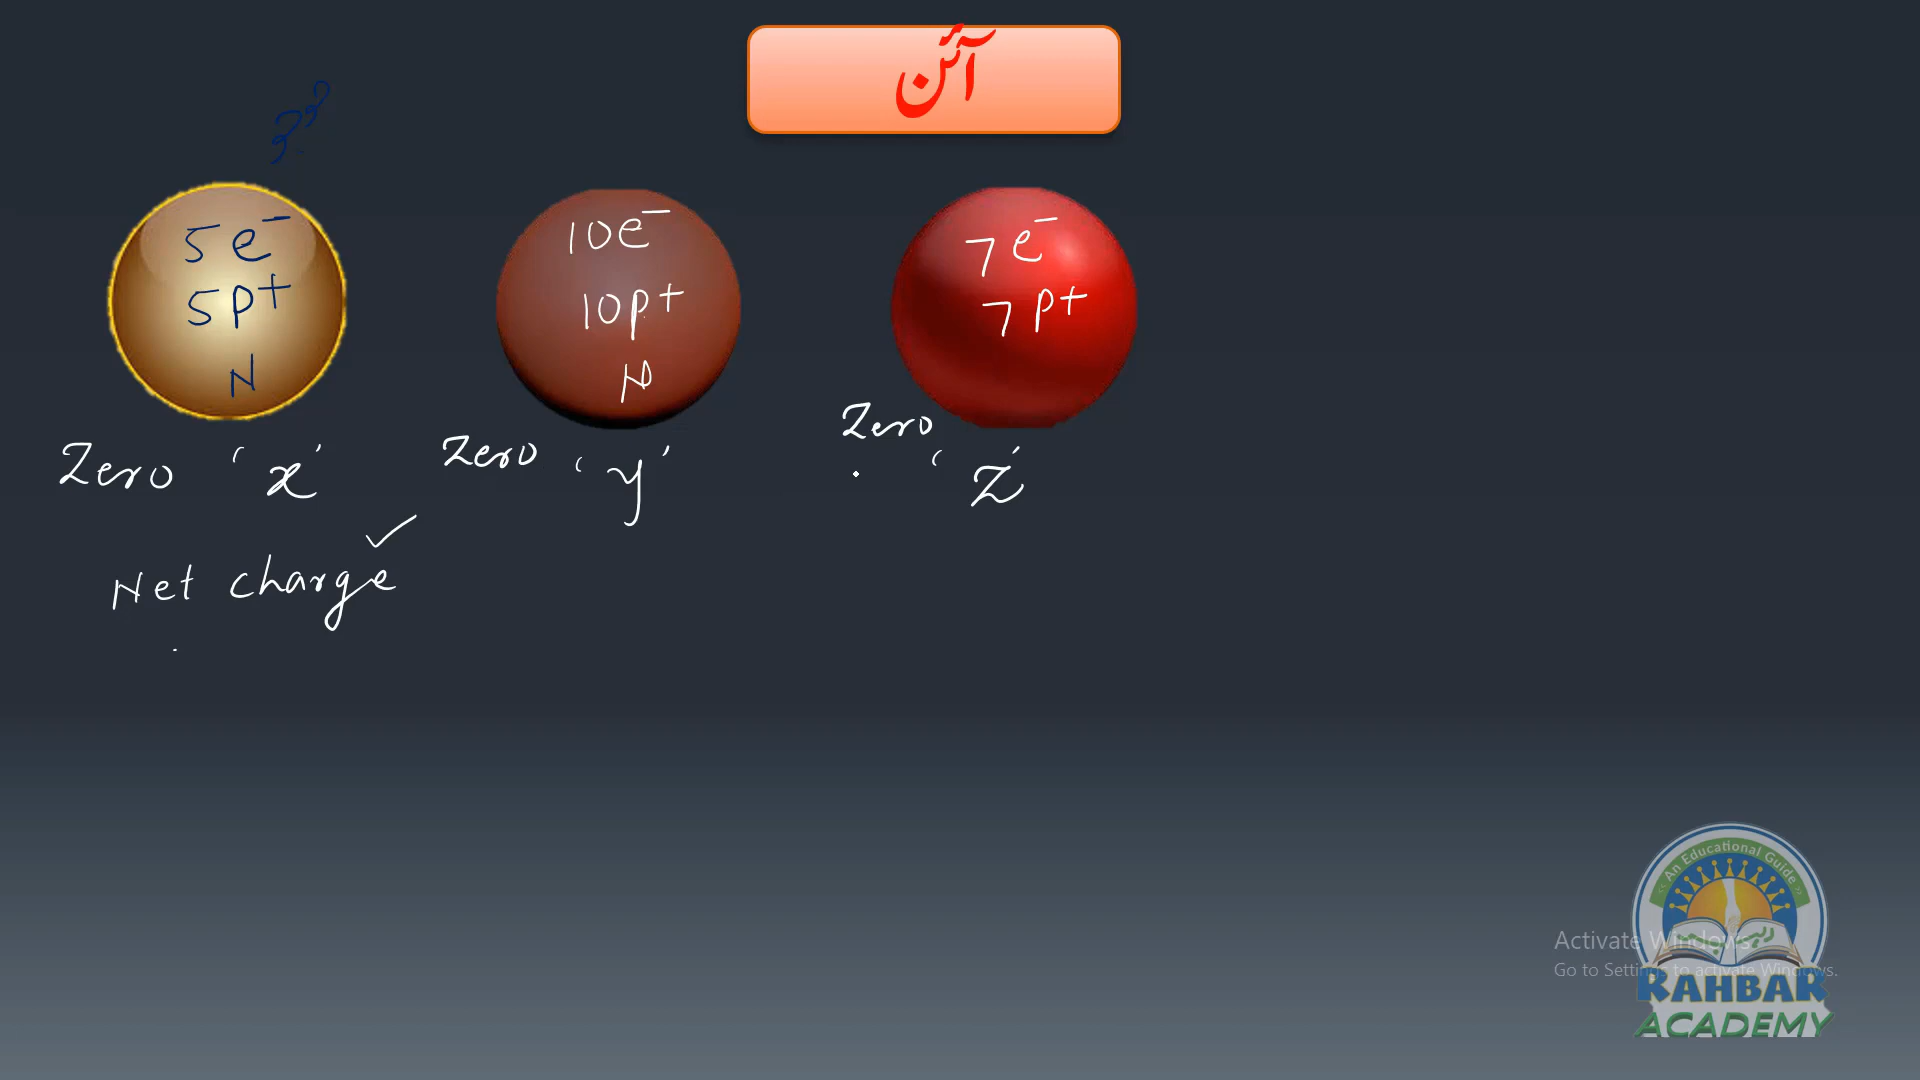 آئن
5e⁻
5p⁺
N
10e⁻
10p⁺
N
7e⁻
7p⁺
Zero 'x'
Zero 'y'
Zero 'Z'
Net charge ✓
<< An Educational Guide >>
Activate Windows
Go to Settings to activate Windows.
RAHBAR
ACADEMY